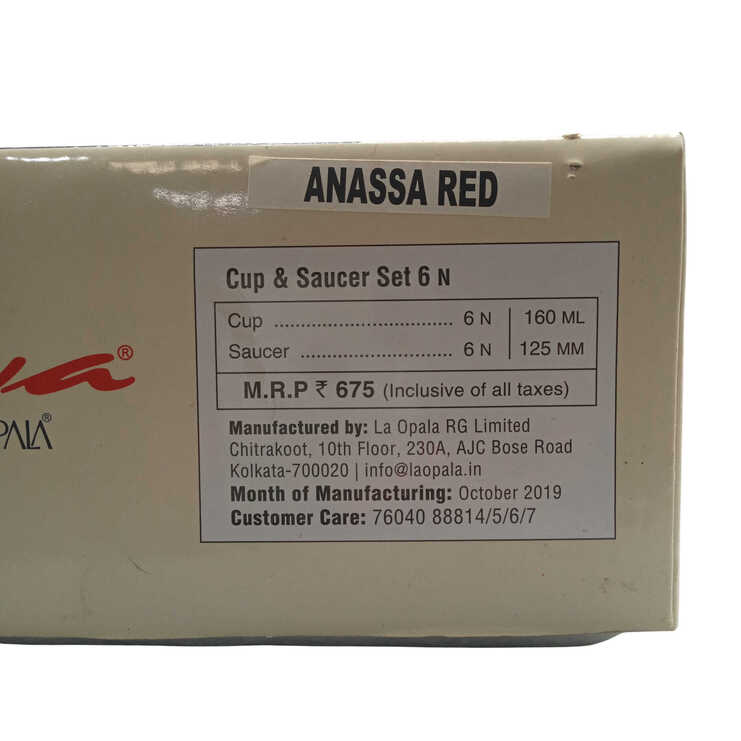 ANASSA RED
Cup & Saucer Set 6 N
Cup ................................ 6 N 160 ML
Saucer ........................... 6 N 125 MM
M.R.P ₹ 675 (Inclusive of all taxes)
Manufactured by: La Opala RG Limited
Chitrakoot, 10th Floor, 230A, AJC Bose Road
Kolkata-700020 | info@laopala.in
Month of Manufacturing: October 2019
Customer Care: 76040 88814/5/6/7